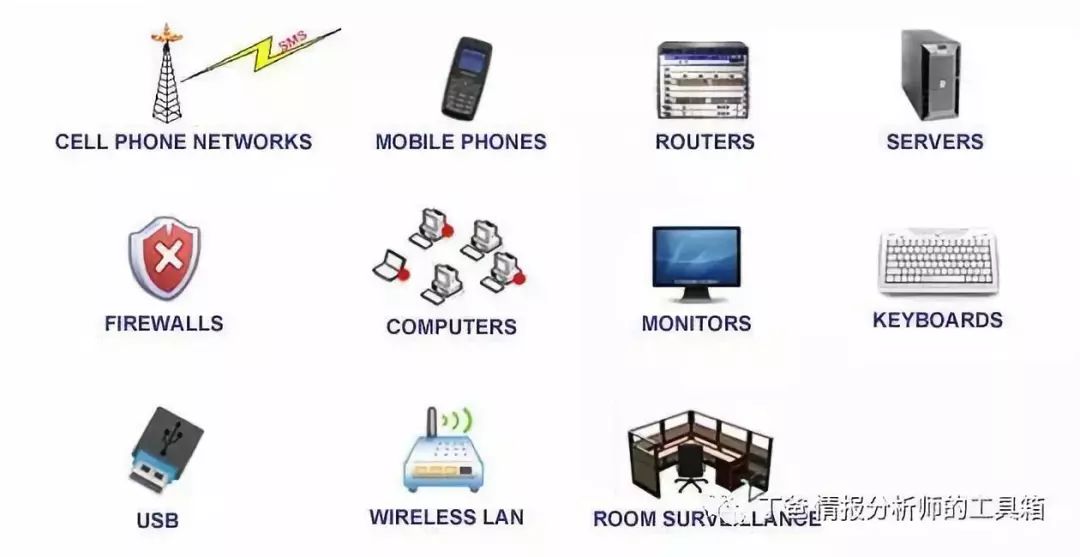 SMS
CELL PHONE NETWORKS
MOBILE PHONES
ROUTERS
SERVERS
FIREWALLS
COMPUTERS
MONITORS
KEYBOARDS
USB
WIRELESS LAN
ROOM SURVEILLANCE
丁爸 情报分析师的工具箱